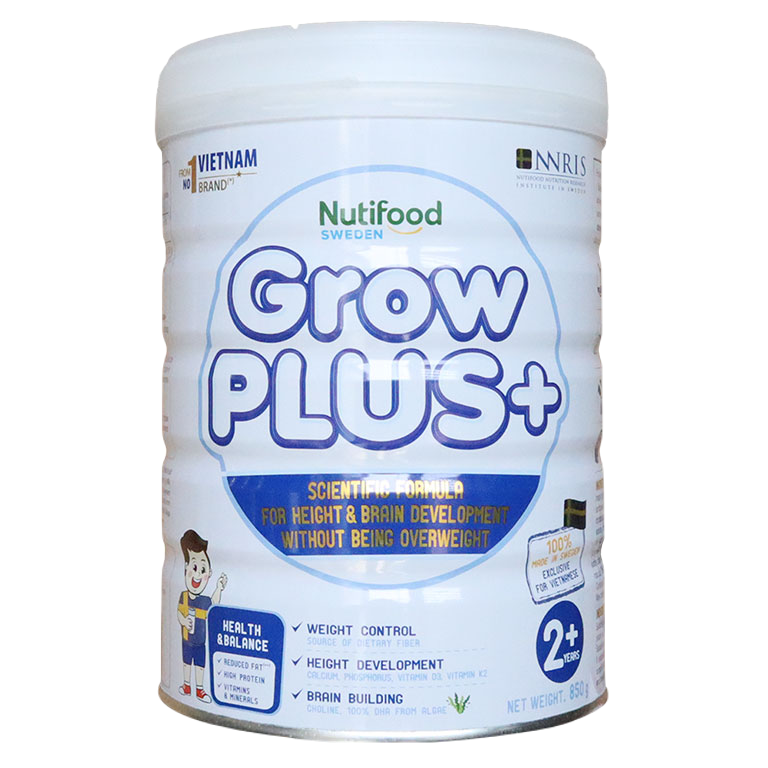 FROM NO 1 VIETNAM
BRAND(*)
NNRIS
NUTIFOOD NUTRITION RESEARCH
INSTITUTE IN SWEDEN
Nutifood
SWEDEN
Grow
PLUS+
SCIENTIFIC FORMULA
FOR HEIGHT & BRAIN DEVELOPMENT
WITHOUT BEING OVERWEIGHT
100%
MADE IN SWEDEN
EXCLUSIVE
FOR VIETNAMESE
HEALTH
& BALANCE
✓ REDUCED FAT
✓ HIGH PROTEIN
✓ VITAMINS
& MINERALS
✓ WEIGHT CONTROL
SOURCE OF DIETARY FIBER
✓ HEIGHT DEVELOPMENT
CALCIUM, PHOSPHORUS, VITAMIN D3, VITAMIN K2
✓ BRAIN BUILDING
CHOLINE, 100% DHA FROM ALGAE
2+
YEARS
NET WEIGHT: 850 g